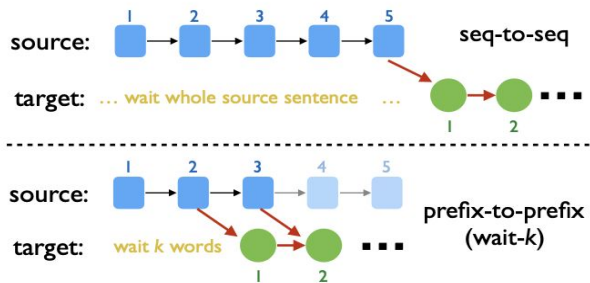 1 2 3 4 5
source:
seq-to-seq
target: ... wait whole source sentence ...
1 2
1 2 3 4 5
source:
prefix-to-prefix
(wait-k)
target: wait k words
1 2